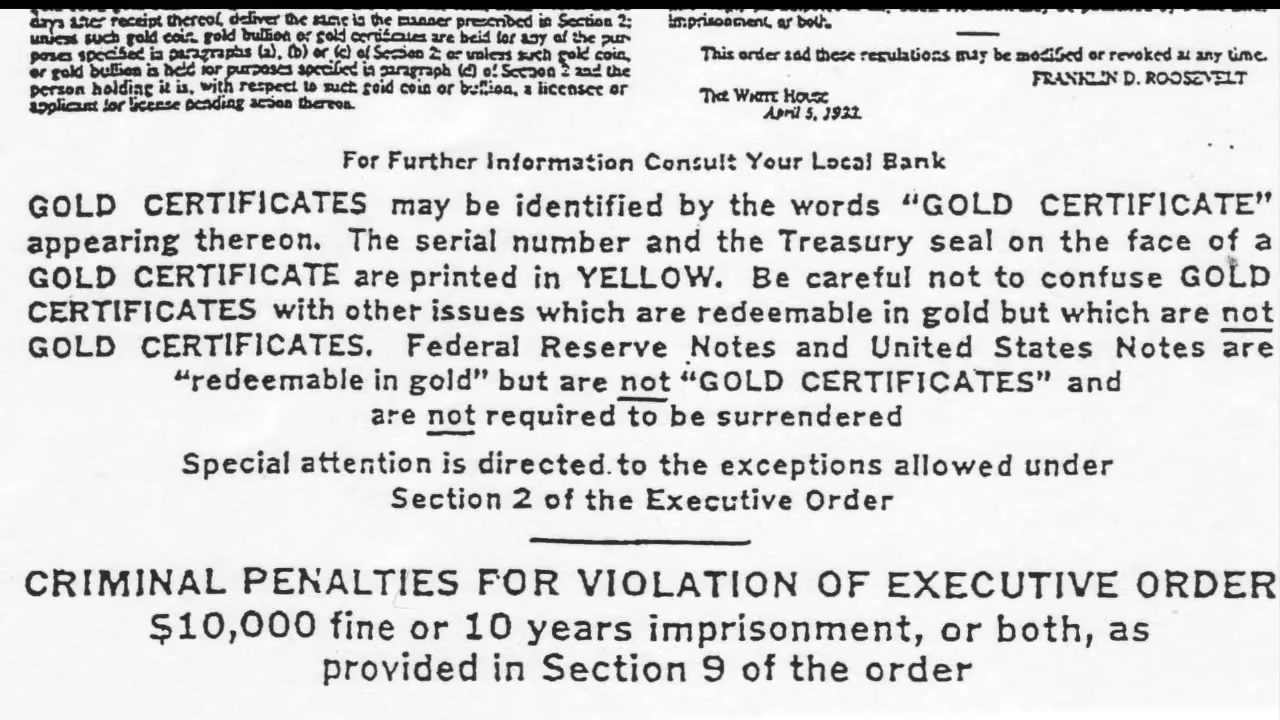 days after receipt thereof, deliver the same in the manner prescribed in Section 2;
unless such gold coin, gold bullion or gold certificates are held for any of the pur-
poses specified in paragraphs (a), (b) or (c) of Section 2; or unless such gold coin,
or gold bullion is held for purposes specified in paragraph (d) of Section 2 and the
person holding it is, with respect to such gold coin or bullion, a licensee or
applicant for license pending action thereon.
imprisonment, or both.
This order and these regulations may be modified or revoked at any time.
FRANKLIN D. ROOSEVELT
THE WHITE HOUSE
April 5, 1933.
For Further Information Consult Your Local Bank
GOLD CERTIFICATES may be identified by the words “GOLD CERTIFICATE”
appearing thereon. The serial number and the Treasury seal on the face of a
GOLD CERTIFICATE are printed in YELLOW. Be careful not to confuse GOLD
CERTIFICATES with other issues which are redeemable in gold but which are not
GOLD CERTIFICATES. Federal Reserve Notes and United States Notes are
“redeemable in gold” but are not “GOLD CERTIFICATES” and
are not required to be surrendered
Special attention is directed to the exceptions allowed under
Section 2 of the Executive Order
CRIMINAL PENALTIES FOR VIOLATION OF EXECUTIVE ORDER
$10,000 fine or 10 years imprisonment, or both, as
provided in Section 9 of the order